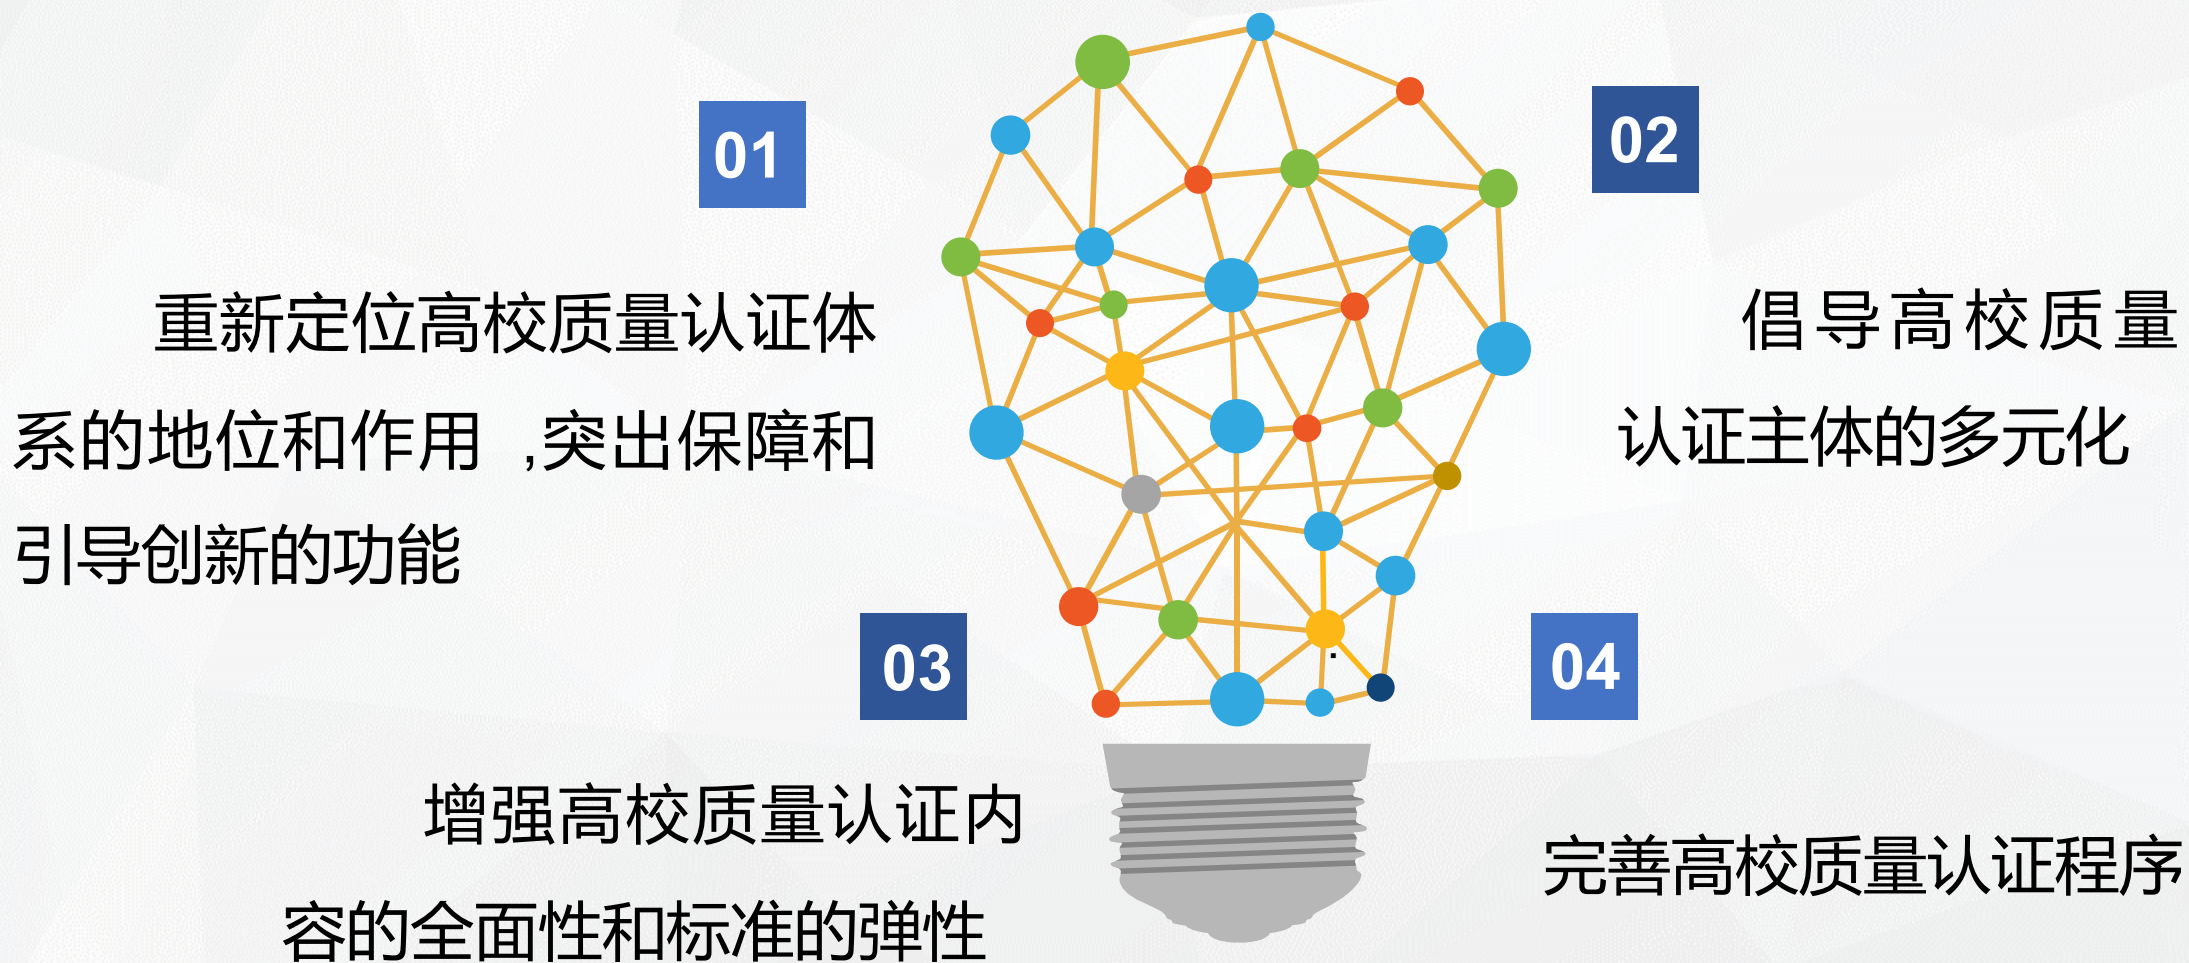 01
重新定位高校质量认证体
系的地位和作用 ,突出保障和
引导创新的功能
02
倡导高校质量
认证主体的多元化
03
增强高校质量认证内
容的全面性和标准的弹性
.
04
完善高校质量认证程序